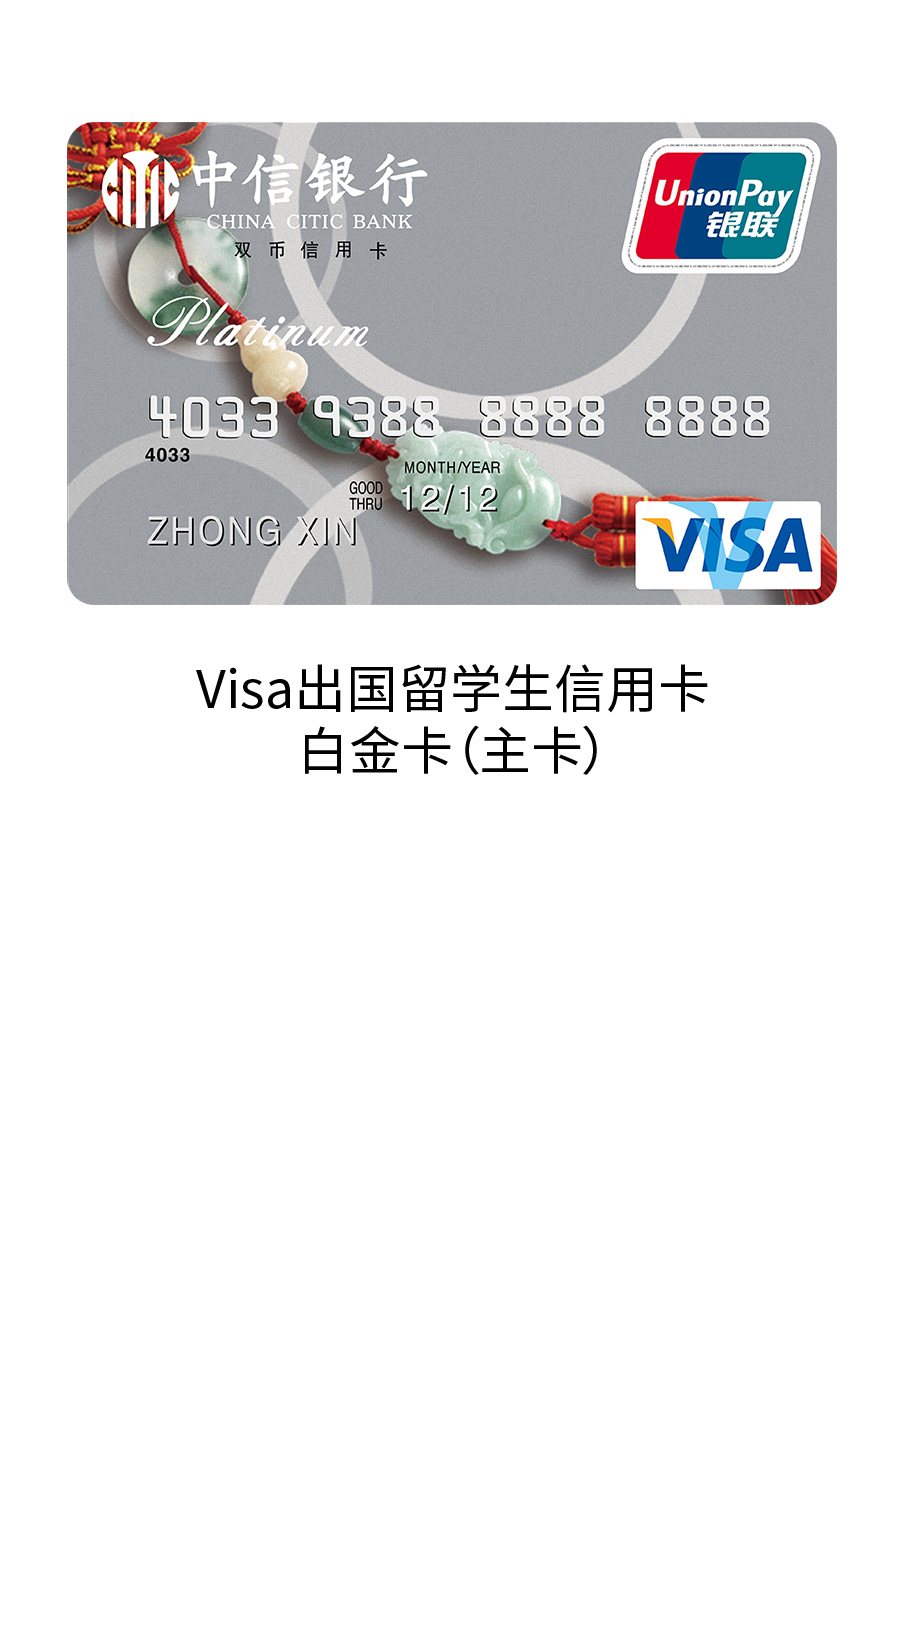 CITIC
中信银行
CHINA CITIC BANK
双币信用卡
UnionPay
银联
Platinum
4033 9388 8888 8888
4033
MONTH/YEAR
GOOD THRU 12/12
ZHONG XIN
VISA
Visa出国留学生信用卡
白金卡(主卡)